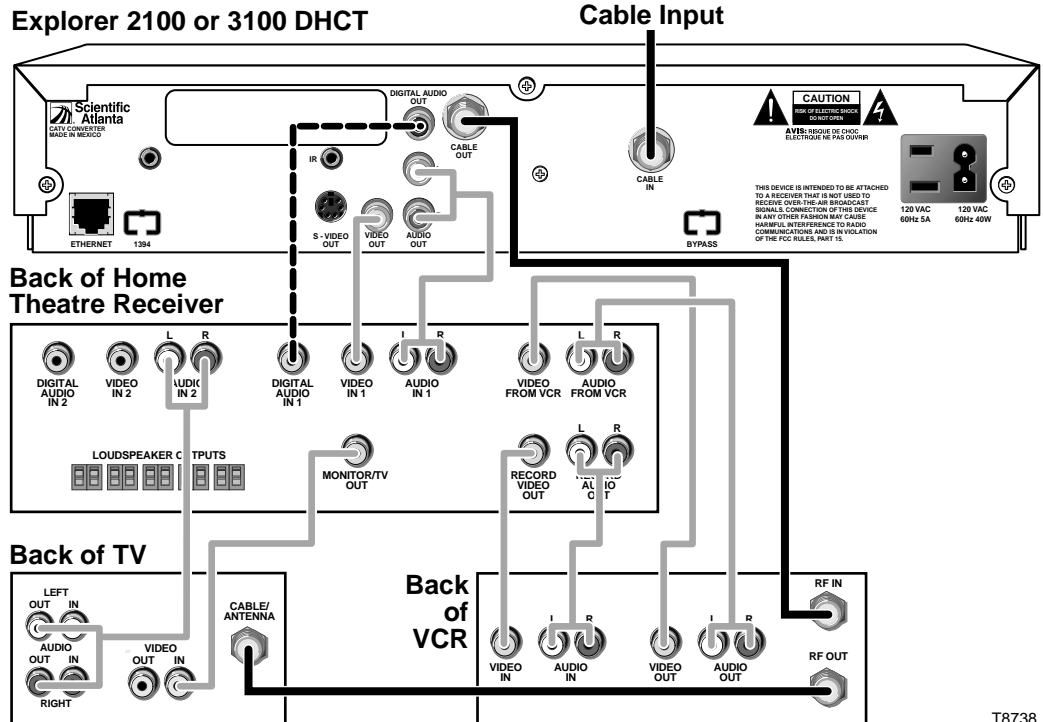 Explorer 2100 or 3100 DHCT
Cable Input
Scientific
Atlanta
CATV CONVERTER
MADE IN MEXICO
DIGITAL AUDIO
OUT
CABLE
OUT
IR
CABLE
IN
CAUTION
RISK OF ELECTRIC SHOCK
DO NOT OPEN
AVIS: RISQUE DE CHOC
ELECTRIQUE NE PAS OUVRIR
THIS DEVICE IS INTENDED TO BE ATTACHED
TO A RECEIVER THAT IS NOT USED TO
RECEIVE OVER-THE-AIR BROADCAST
SIGNALS. CONNECTION OF THIS DEVICE
IN ANY OTHER FASHION MAY CAUSE
HARMFUL INTERFERENCE TO RADIO
COMMUNICATIONS AND IS IN VIOLATION
OF THE FCC RULES, PART 15.
120 VAC
60Hz 5A
120 VAC
60Hz 40W
ETHERNET
1394
S - VIDEO
OUT
VIDEO
OUT
AUDIO
OUT
BYPASS
Back of Home
Theatre Receiver
L R
L R
L R
DIGITAL
AUDIO
IN 2
VIDEO
IN 2
AUDIO
IN 2
DIGITAL
AUDIO
IN 1
VIDEO
IN 1
AUDIO
IN 1
VIDEO
FROM VCR
AUDIO
FROM VCR
LOUDSPEAKER OUTPUTS
MONITOR/TV
OUT
L R
RECORD
VIDEO
OUT
RECORD
AUDIO
OUT
Back of TV
LEFT
OUT IN
AUDIO
OUT IN
RIGHT
VIDEO
OUT IN
CABLE/
ANTENNA
Back
of
VCR
L R
L R
VIDEO
IN
AUDIO
IN
VIDEO
OUT
AUDIO
OUT
RF IN
RF OUT
T8738